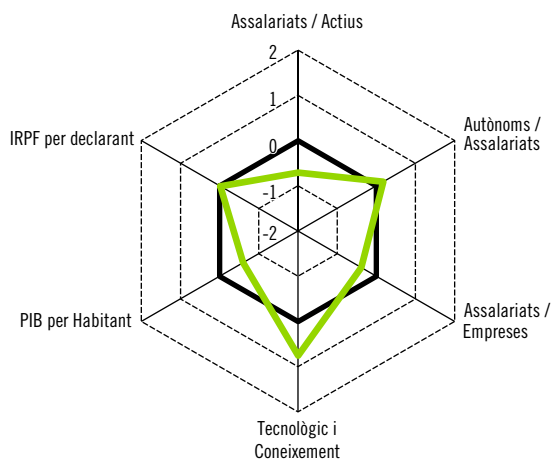 Assalariats / Actius
2
1
IRPF per declarant
0
Autònoms /
Assalariats
-1
-2
PIB per Habitant
Assalariats /
Empreses
Tecnològic i
Coneixement